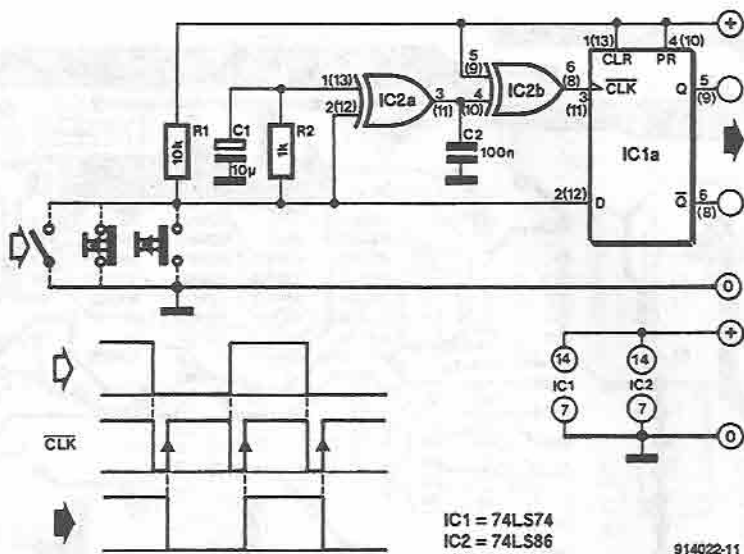 1(13) 4(10)
CLR PR
5
(9)
6
(8)
IC2b
4
(10)
3
(11)
CLK
Q 5
(9)
IC1a
1(13)
2(12)
IC2a
3
(11)
C2
100n
R1
10k
C1
10µ
R2
1k
2(12)
D
Q 6
(8)
+
0
CLK
14 14
IC1 IC2
7 7
+
0
IC1 = 74LS74
IC2 = 74LS86
914022-11